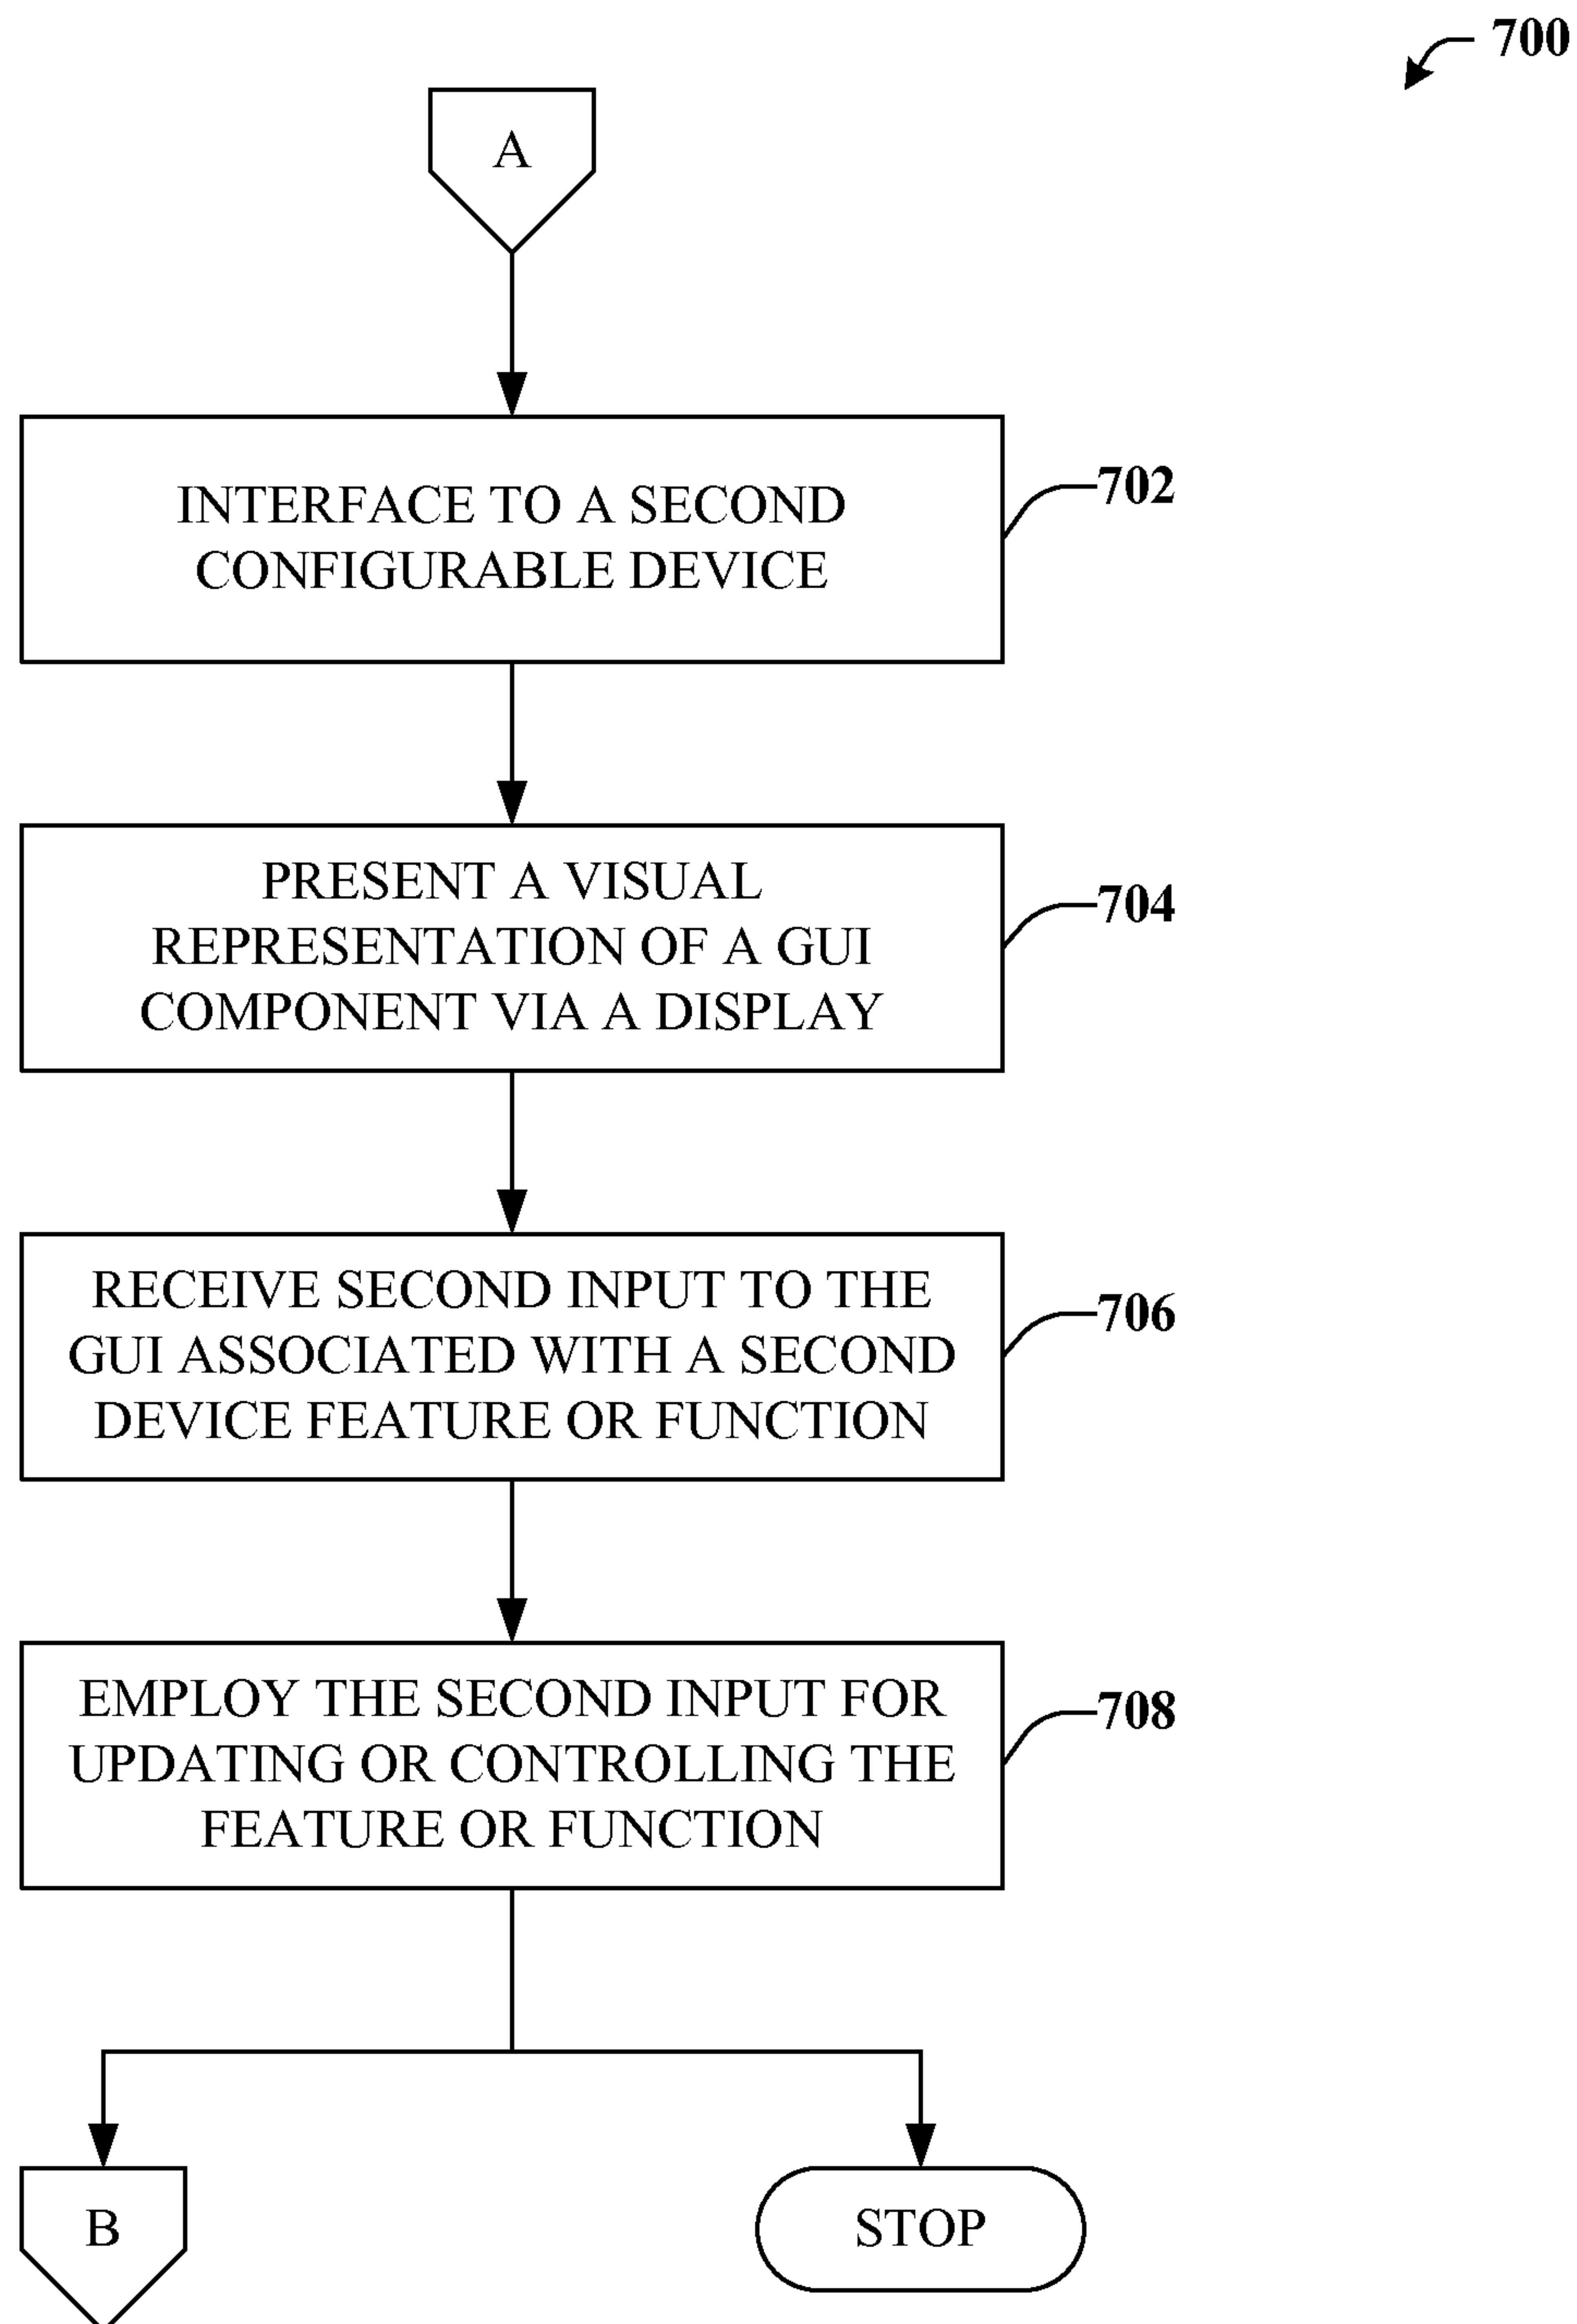 700
A
INTERFACE TO A SECOND
CONFIGURABLE DEVICE
702
PRESENT A VISUAL
REPRESENTATION OF A GUI
COMPONENT VIA A DISPLAY
704
RECEIVE SECOND INPUT TO THE
GUI ASSOCIATED WITH A SECOND
DEVICE FEATURE OR FUNCTION
706
EMPLOY THE SECOND INPUT FOR
UPDATING OR CONTROLLING THE
FEATURE OR FUNCTION
708
B
STOP